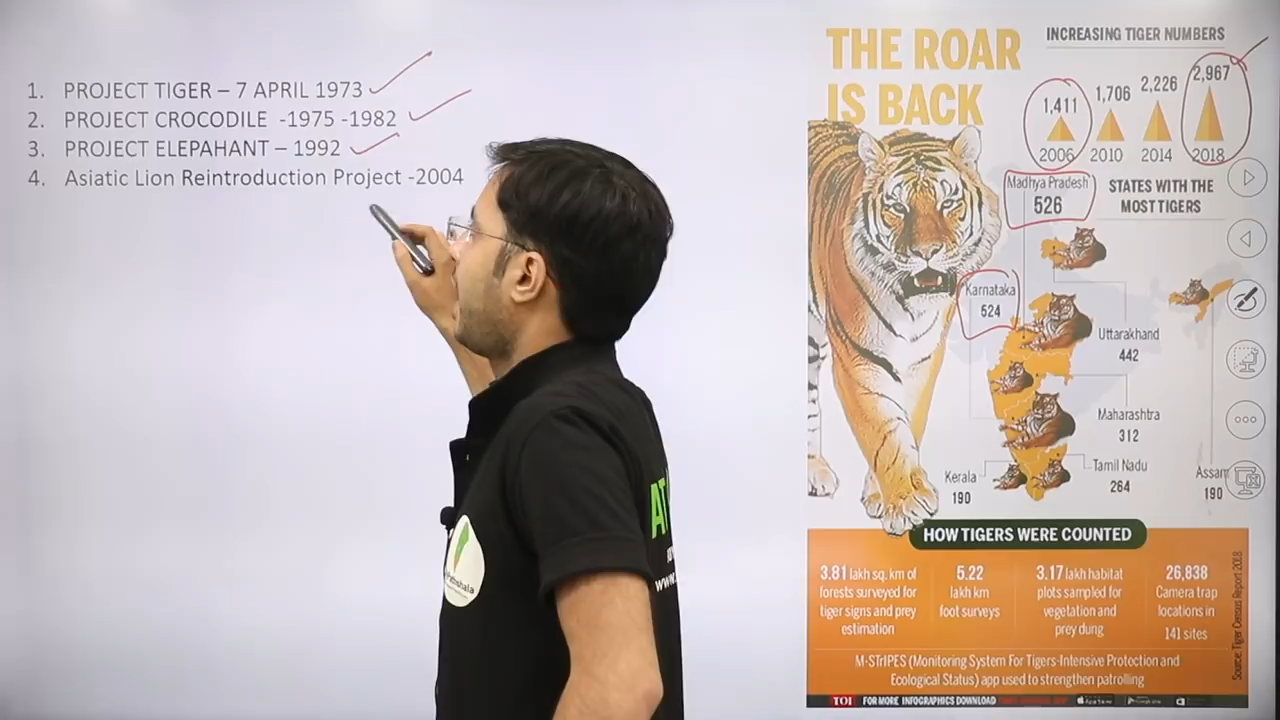 1. PROJECT TIGER – 7 APRIL 1973
2. PROJECT CROCODILE -1975 -1982
3. PROJECT ELEPAHANT – 1992
4. Asiatic Lion Reintroduction Project -2004
THE ROAR
IS BACK
INCREASING TIGER NUMBERS
1,411
1,706
2,226
2,967
2006
2010
2014
2018
Madhya Pradesh
526
STATES WITH THE
MOST TIGERS
Karnataka
524
Uttarakhand
442
Maharashtra
312
Kerala
190
Tamil Nadu
264
Assam
190
HOW TIGERS WERE COUNTED
3.81 lakh sq. km of
forests surveyed for
tiger signs and prey
estimation
5.22
lakh km
foot surveys
3.17 lakh habitat
plots sampled for
vegetation and
prey dung
26,838
Camera trap
locations in
141 sites
M-STrIPES (Monitoring System For Tigers-Intensive Protection and
Ecological Status) app used to strengthen patrolling
Source: Tiger Census Report 2018
TOI FOR MORE INFOGRAPHICS DOWNLOAD